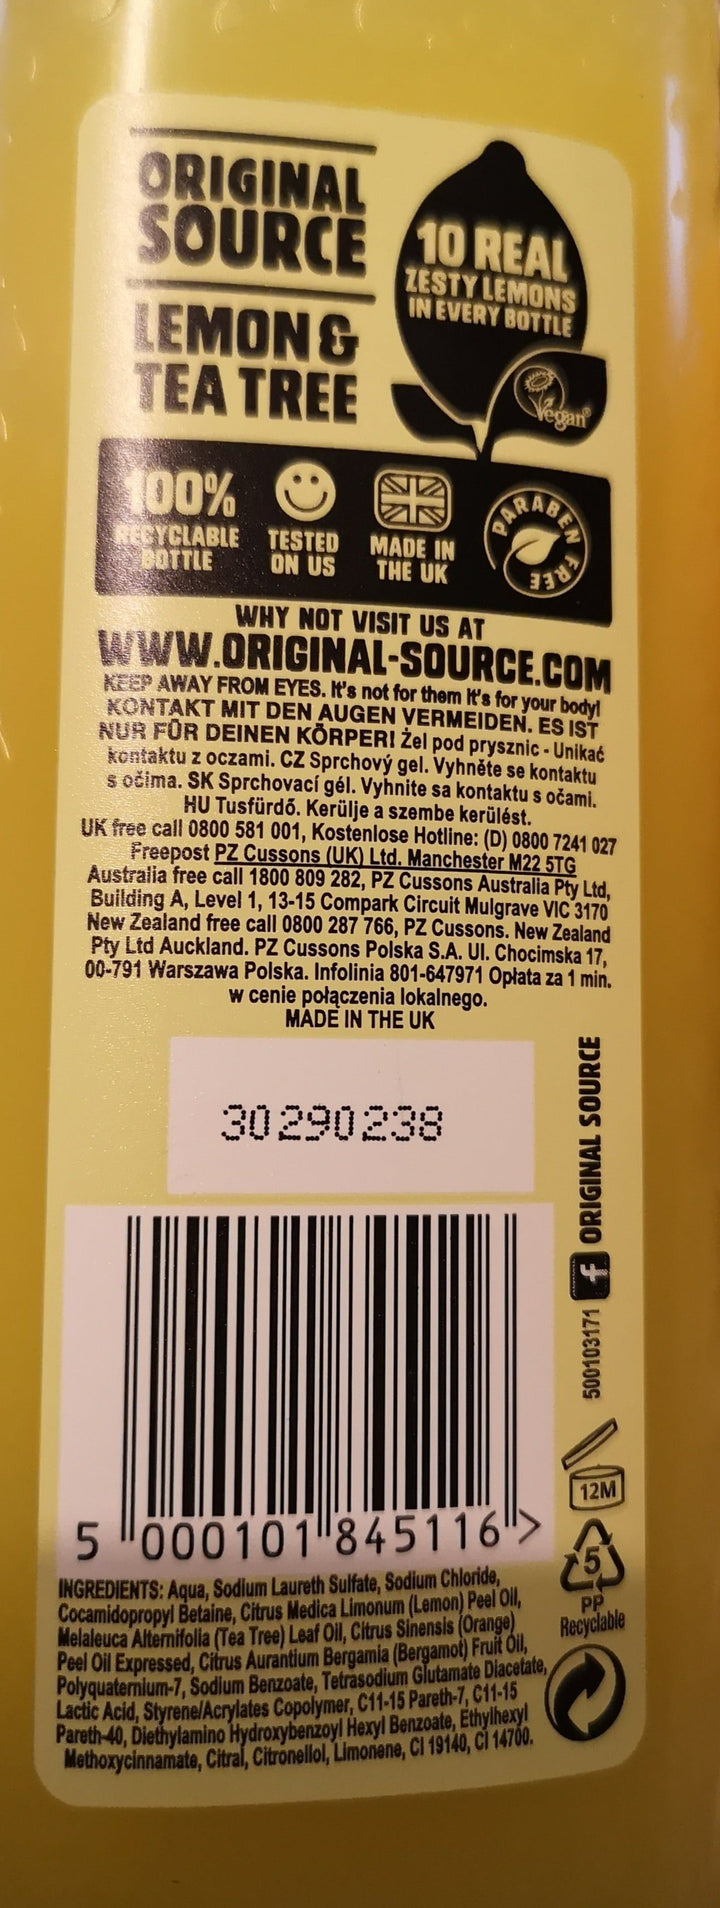 ORIGINAL
SOURCE
LEMON &
TEA TREE
10 REAL
ZESTY LEMONS
IN EVERY BOTTLE
Vegan®
100%
RECYCLABLE
BOTTLE
TESTED
ON US
MADE IN
THE UK
PARABEN
FREE
WHY NOT VISIT US AT
WWW.ORIGINAL-SOURCE.COM
KEEP AWAY FROM EYES. It's not for them It's for your body!
KONTAKT MIT DEN AUGEN VERMEIDEN. ES IST
NUR FÜR DEINEN KÖRPER! Żel pod prysznic - Unikać
kontaktu z oczami. CZ Sprchový gel. Vyhněte se kontaktu
s očima. SK Sprchovací gél. Vyhnite sa kontaktu s očami.
HU Tusfürdő. Kerülje a szembe kerülést.
UK free call 0800 581 001, Kostenlose Hotline: (D) 0800 7241 027
Freepost PZ Cussons (UK) Ltd. Manchester M22 5TG
Australia free call 1800 809 282, PZ Cussons Australia Pty Ltd,
Building A, Level 1, 13-15 Compark Circuit Mulgrave VIC 3170
New Zealand free call 0800 287 766, PZ Cussons. New Zealand
Pty Ltd Auckland. PZ Cussons Polska S.A. Ul. Chocimska 17,
00-791 Warszawa Polska. Infolinia 801-647971 Opłata za 1 min.
w cenie połączenia lokalnego.
MADE IN THE UK
30290238
f ORIGINAL SOURCE
500103171
12M
5
PP
Recyclable
5 000101 845116 >
INGREDIENTS: Aqua, Sodium Laureth Sulfate, Sodium Chloride,
Cocamidopropyl Betaine, Citrus Medica Limonum (Lemon) Peel Oil,
Melaleuca Alternifolia (Tea Tree) Leaf Oil, Citrus Sinensis (Orange)
Peel Oil Expressed, Citrus Aurantium Bergamia (Bergamot) Fruit Oil,
Polyquaternium-7, Sodium Benzoate, Tetrasodium Glutamate Diacetate,
Lactic Acid, Styrene/Acrylates Copolymer, C11-15 Pareth-7, C11-15
Pareth-40, Diethylamino Hydroxybenzoyl Hexyl Benzoate, Ethylhexyl
Methoxycinnamate, Citral, Citronellol, Limonene, CI 19140, CI 14700.